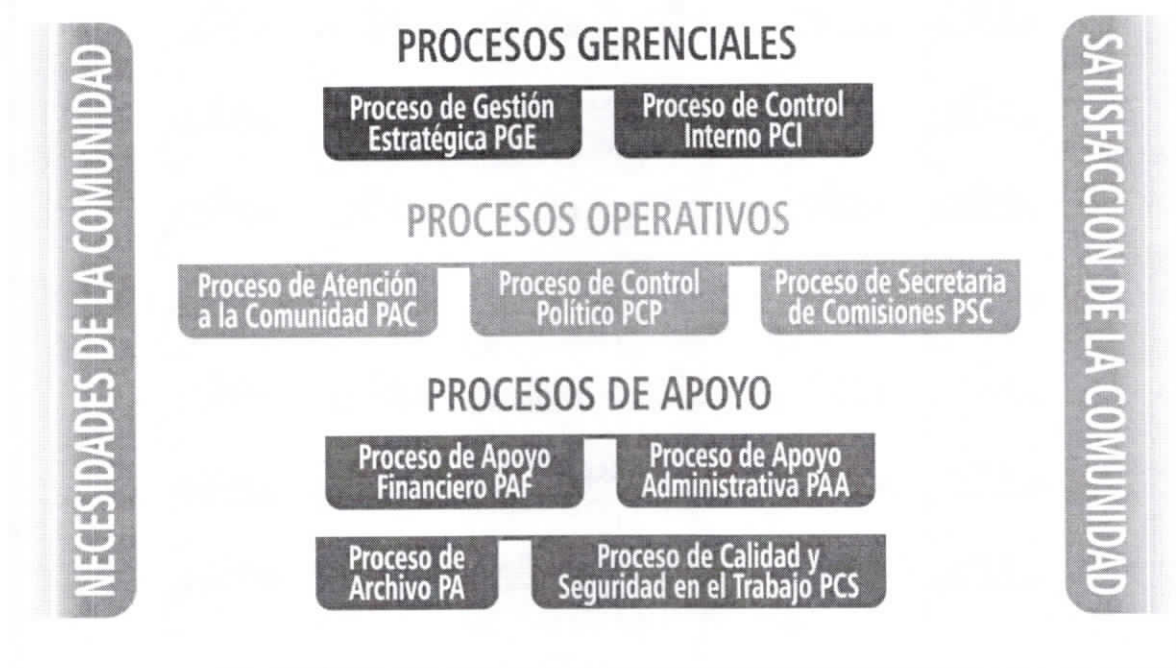 NECESIDADES DE LA COMUNIDAD
PROCESOS GERENCIALES
Proceso de Gestión
Estratégica PGE
Proceso de Control
Interno PCI
PROCESOS OPERATIVOS
Proceso de Atención
a la Comunidad PAC
Proceso de Control
Político PCP
Proceso de Secretaria
de Comisiones PSC
PROCESOS DE APOYO
Proceso de Apoyo
Financiero PAF
Proceso de Apoyo
Administrativa PAA
Proceso de
Archivo PA
Proceso de Calidad y
Seguridad en el Trabajo PCS
SATISFACCION DE LA COMUNIDAD